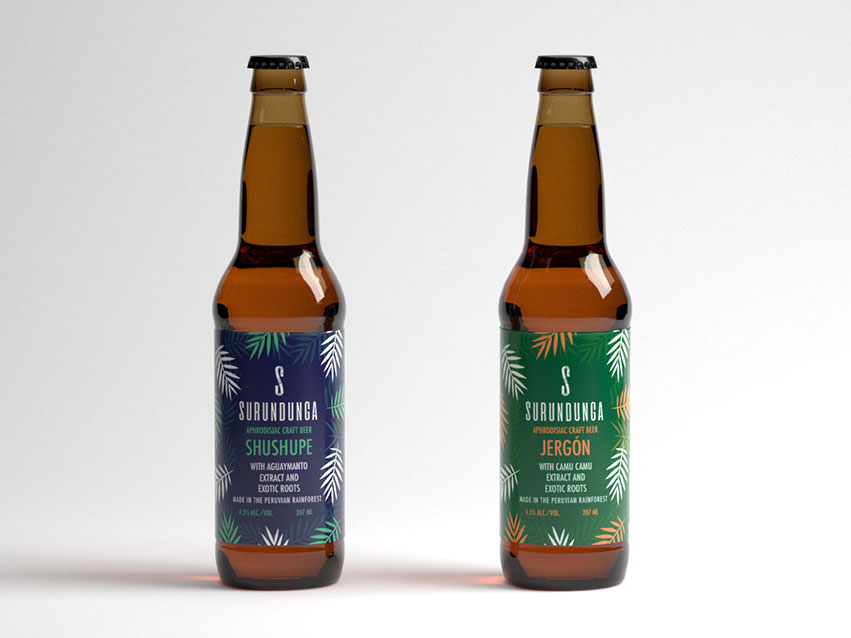 S
SURUNDUNGA
APHRODISIAC CRAFT BEER
SHUSHUPE
WITH AGUAYMANTO
EXTRACT AND
EXOTIC ROOTS
MADE IN THE PERUVIAN RAINFOREST
4.5% ALC./VOL. 207 ML
S
SURUNDUNGA
APHRODISIAC CRAFT BEER
JERGÓN
WITH CAMU CAMU
EXTRACT AND
EXOTIC ROOTS
MADE IN THE PERUVIAN RAINFOREST
4.5% ALC./VOL. 207 ML